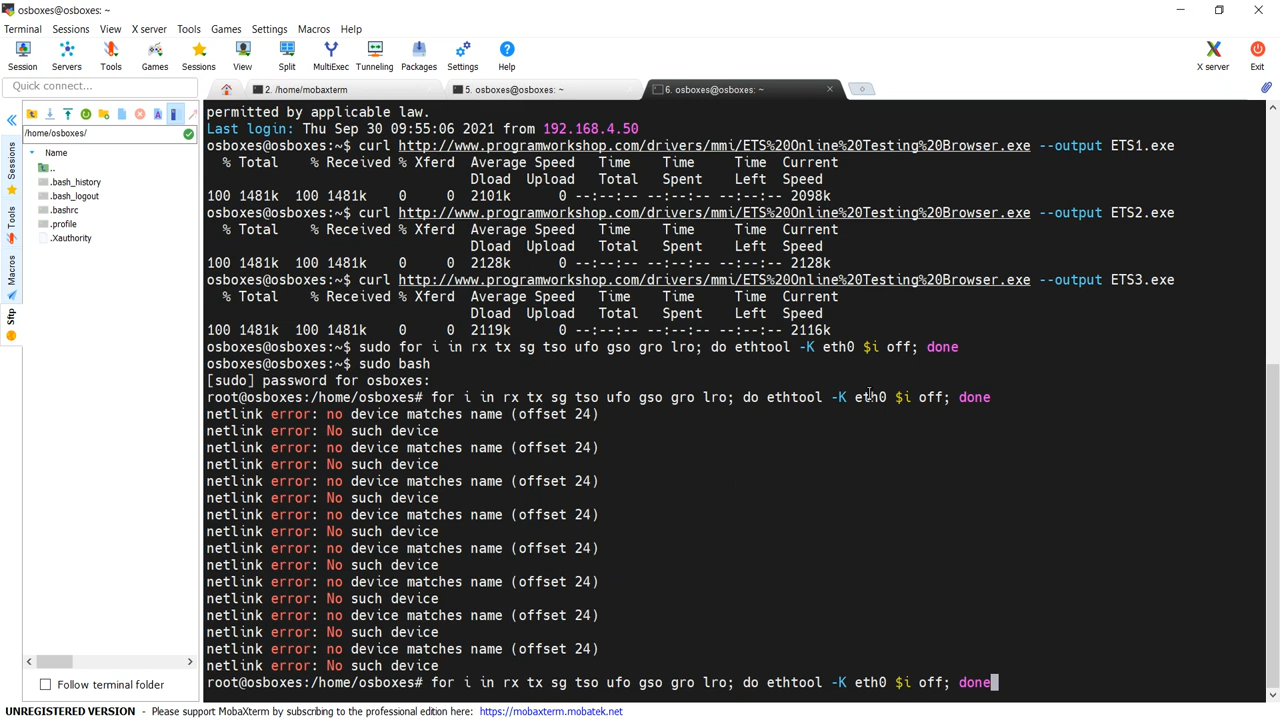 osboxes@osboxes: ~
Terminal Sessions View X server Tools Games Settings Macros Help
Session Servers Tools Games Sessions View Split MultiExec Tunneling Packages Settings Help X server Exit
Quick connect...
2. /home/mobaxterm
5. osboxes@osboxes: ~
6. osboxes@osboxes: ~
/home/osboxes/
Name
..
.bash_history
.bash_logout
.bashrc
.profile
.Xauthority
Sessions
Tools
Macros
Sftp
Follow terminal folder
permitted by applicable law.
Last login: Thu Sep 30 09:55:06 2021 from 192.168.4.50
osboxes@osboxes:~$ curl http://www.programworkshop.com/drivers/mmi/ETS%20Online%20Testing%20Browser.exe --output ETS1.exe
% Total % Received % Xferd Average Speed Time Time Time Current
Dload Upload Total Spent Left Speed
100 1481k 100 1481k 0 0 2101k 0 --:--:-- --:--:-- --:--:-- 2098k
osboxes@osboxes:~$ curl http://www.programworkshop.com/drivers/mmi/ETS%20Online%20Testing%20Browser.exe --output ETS2.exe
% Total % Received % Xferd Average Speed Time Time Time Current
Dload Upload Total Spent Left Speed
100 1481k 100 1481k 0 0 2128k 0 --:--:-- --:--:-- --:--:-- 2128k
osboxes@osboxes:~$ curl http://www.programworkshop.com/drivers/mmi/ETS%20Online%20Testing%20Browser.exe --output ETS3.exe
% Total % Received % Xferd Average Speed Time Time Time Current
Dload Upload Total Spent Left Speed
100 1481k 100 1481k 0 0 2119k 0 --:--:-- --:--:-- --:--:-- 2116k
osboxes@osboxes:~$ sudo for i in rx tx sg tso ufo gso gro lro; do ethtool -K eth0 $i off; done
osboxes@osboxes:~$ sudo bash
[sudo] password for osboxes:
root@osboxes:/home/osboxes# for i in rx tx sg tso ufo gso gro lro; do ethtool -K eth0 $i off; done
netlink error: no device matches name (offset 24)
netlink error: No such device
netlink error: no device matches name (offset 24)
netlink error: No such device
netlink error: no device matches name (offset 24)
netlink error: No such device
netlink error: no device matches name (offset 24)
netlink error: No such device
netlink error: no device matches name (offset 24)
netlink error: No such device
netlink error: no device matches name (offset 24)
netlink error: No such device
netlink error: no device matches name (offset 24)
netlink error: No such device
netlink error: no device matches name (offset 24)
netlink error: No such device
root@osboxes:/home/osboxes# for i in rx tx sg tso ufo gso gro lro; do ethtool -K eth0 $i off; done
UNREGISTERED VERSION - Please support MobaXterm by subscribing to the professional edition here: https://mobaxterm.mobatek.net